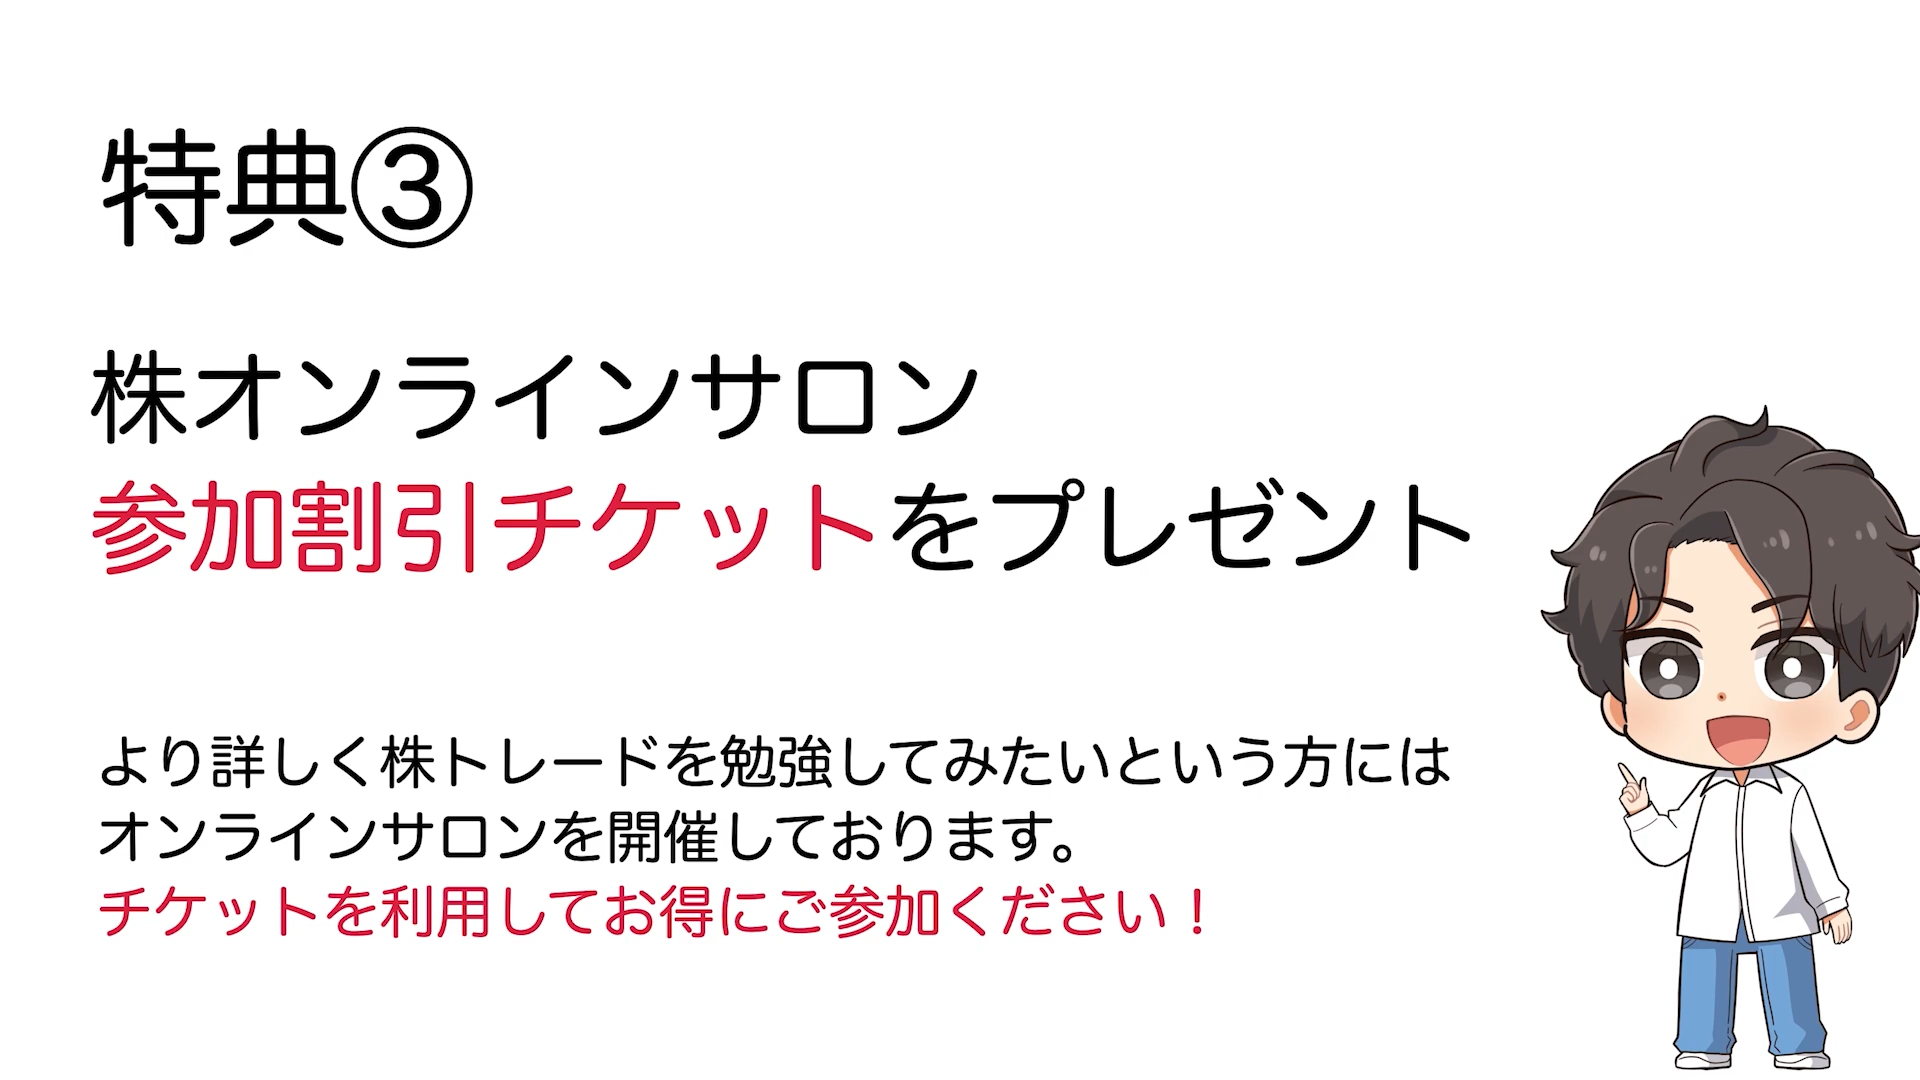 特典③
株オンラインサロン
参加割引チケットをプレゼント
より詳しく株トレードを勉強してみたいという方には
オンラインサロンを開催しております。
チケットを利用してお得にご参加ください！